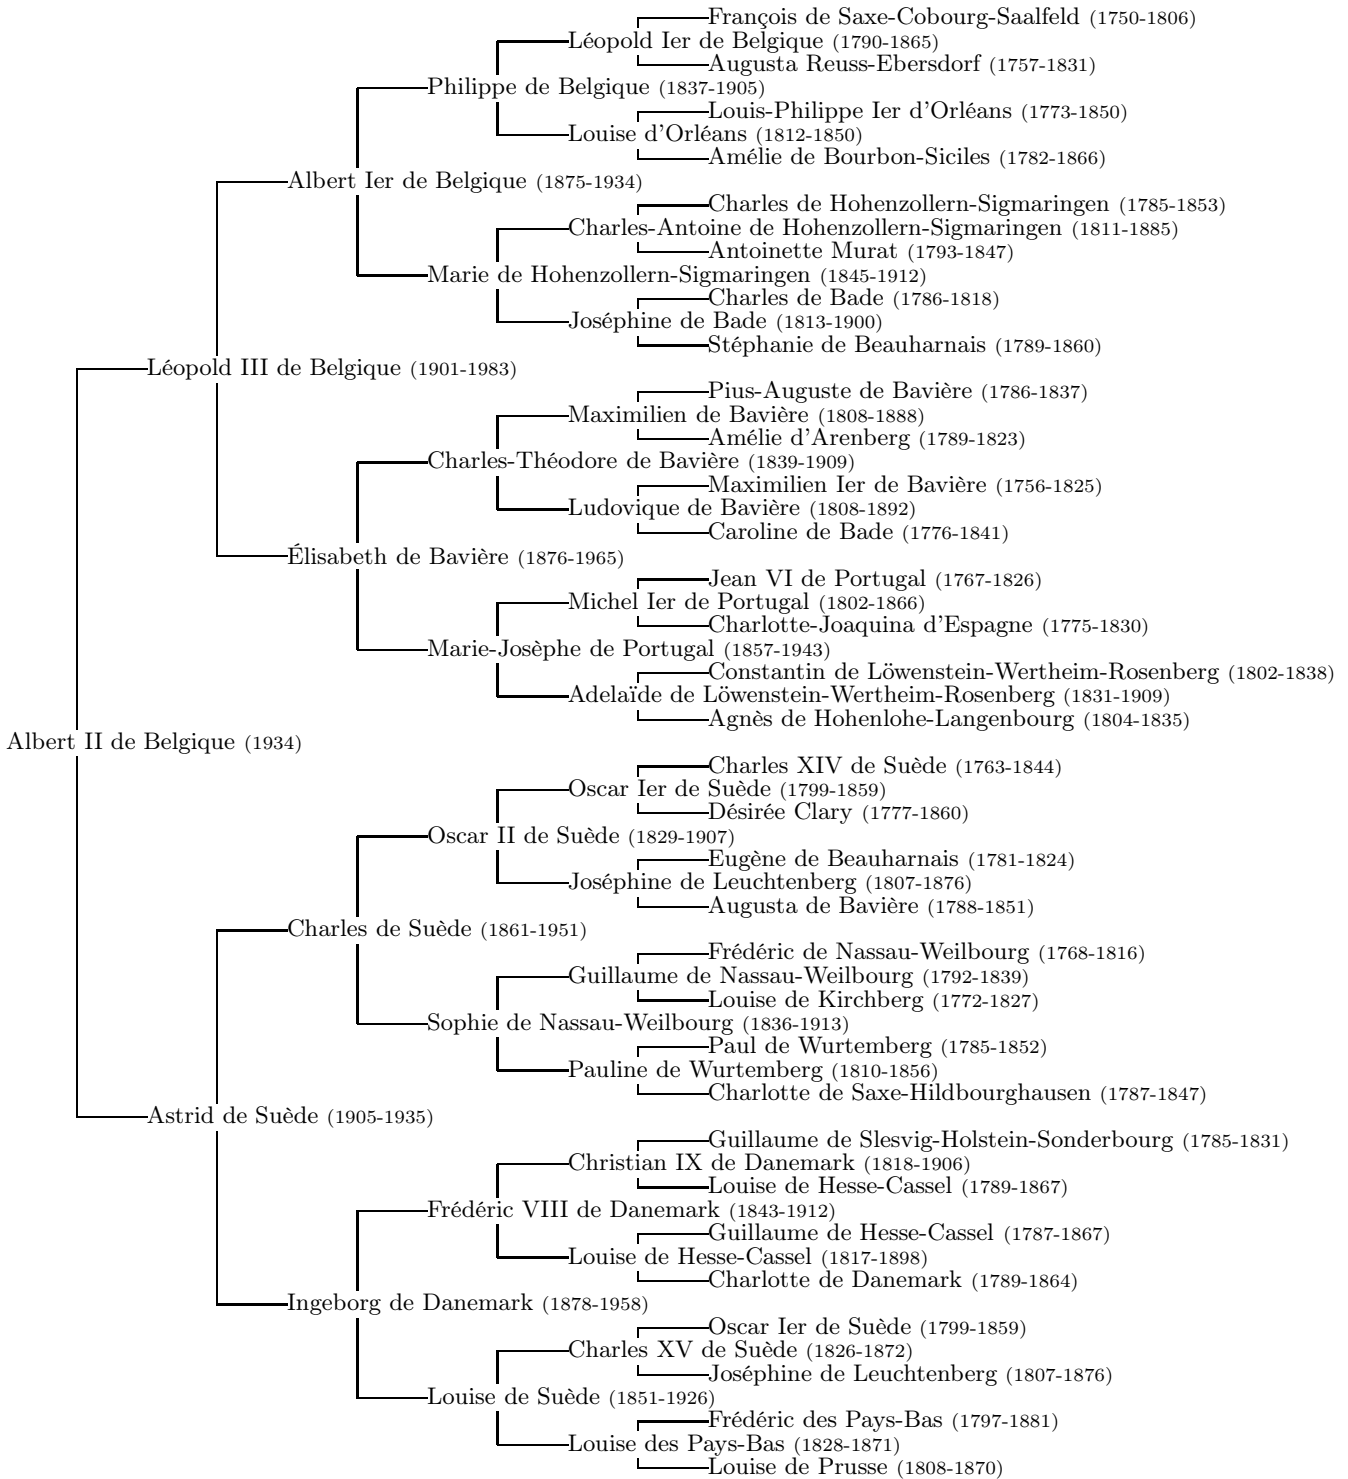 François de Saxe-Cobourg-Saalfeld (1750-1806)
Léopold Ier de Belgique (1790-1865)
Augusta Reuss-Ebersdorf (1757-1831)
Philippe de Belgique (1837-1905)
Louis-Philippe Ier d'Orléans (1773-1850)
Louise d'Orléans (1812-1850)
Amélie de Bourbon-Siciles (1782-1866)
Albert Ier de Belgique (1875-1934)
Charles de Hohenzollern-Sigmaringen (1785-1853)
Charles-Antoine de Hohenzollern-Sigmaringen (1811-1885)
Antoinette Murat (1793-1847)
Marie de Hohenzollern-Sigmaringen (1845-1912)
Charles de Bade (1786-1818)
Joséphine de Bade (1813-1900)
Stéphanie de Beauharnais (1789-1860)
Léopold III de Belgique (1901-1983)
Pius-Auguste de Bavière (1786-1837)
Maximilien de Bavière (1808-1888)
Amélie d'Arenberg (1789-1823)
Charles-Théodore de Bavière (1839-1909)
Maximilien Ier de Bavière (1756-1825)
Ludovique de Bavière (1808-1892)
Caroline de Bade (1776-1841)
Élisabeth de Bavière (1876-1965)
Jean VI de Portugal (1767-1826)
Michel Ier de Portugal (1802-1866)
Charlotte-Joaquina d'Espagne (1775-1830)
Marie-Josèphe de Portugal (1857-1943)
Constantin de Löwenstein-Wertheim-Rosenberg (1802-1838)
Adelaïde de Löwenstein-Wertheim-Rosenberg (1831-1909)
Agnès de Hohenlohe-Langenbourg (1804-1835)
Albert II de Belgique (1934)
Charles XIV de Suède (1763-1844)
Oscar Ier de Suède (1799-1859)
Désirée Clary (1777-1860)
Oscar II de Suède (1829-1907)
Eugène de Beauharnais (1781-1824)
Joséphine de Leuchtenberg (1807-1876)
Augusta de Bavière (1788-1851)
Charles de Suède (1861-1951)
Frédéric de Nassau-Weilbourg (1768-1816)
Guillaume de Nassau-Weilbourg (1792-1839)
Louise de Kirchberg (1772-1827)
Sophie de Nassau-Weilbourg (1836-1913)
Paul de Wurtemberg (1785-1852)
Pauline de Wurtemberg (1810-1856)
Charlotte de Saxe-Hildbourghausen (1787-1847)
Astrid de Suède (1905-1935)
Guillaume de Slesvig-Holstein-Sonderbourg (1785-1831)
Christian IX de Danemark (1818-1906)
Louise de Hesse-Cassel (1789-1867)
Frédéric VIII de Danemark (1843-1912)
Guillaume de Hesse-Cassel (1787-1867)
Louise de Hesse-Cassel (1817-1898)
Charlotte de Danemark (1789-1864)
Ingeborg de Danemark (1878-1958)
Oscar Ier de Suède (1799-1859)
Charles XV de Suède (1826-1872)
Joséphine de Leuchtenberg (1807-1876)
Louise de Suède (1851-1926)
Frédéric des Pays-Bas (1797-1881)
Louise des Pays-Bas (1828-1871)
Louise de Prusse (1808-1870)